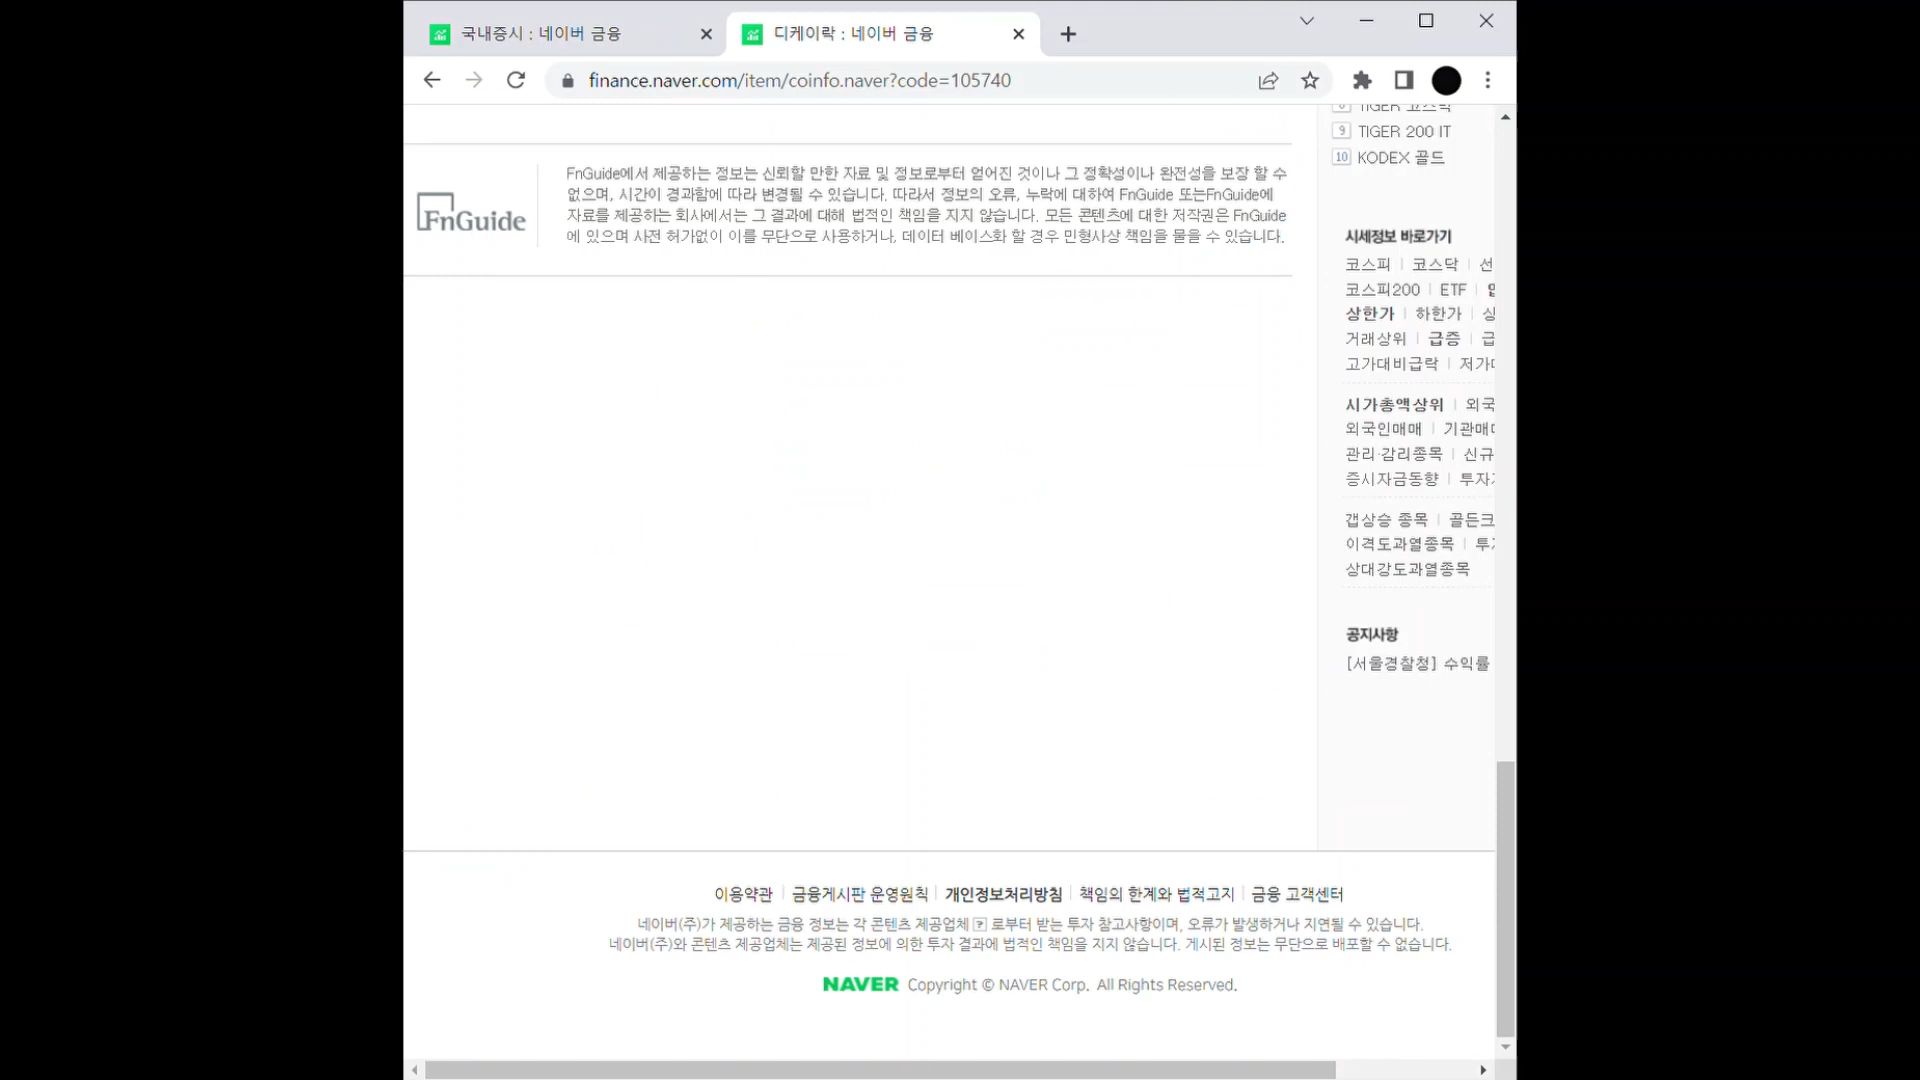 국내증시 : 네이버 금융
디케이락 : 네이버 금융
finance.naver.com/item/coinfo.naver?code=105740
9 TIGER 200 IT
10 KODEX 골드
FnGuide
FnGuide에서 제공하는 정보는 신뢰할 만한 자료 및 정보로부터 얻어진 것이나 그 정확성이나 완전성을 보장 할 수
없으며, 시간이 경과함에 따라 변경될 수 있습니다. 따라서 정보의 오류, 누락에 대하여 FnGuide 또는FnGuide에
자료를 제공하는 회사에서는 그 결과에 대해 법적인 책임을 지지 않습니다. 모든 콘텐츠에 대한 저작권은 FnGuide
에 있으며 사전 허가없이 이를 무단으로 사용하거나, 데이터 베이스화 할 경우 민형사상 책임을 물을 수 있습니다.
시세정보 바로가기
코스피 | 코스닥 | 선
코스피200 | ETF |
상한가 | 하한가 |
거래상위 | 급증 | 급
고가대비급락 |
시가총액상위 | 외국
외국인매매 |
관리·감리종목 | 신규
증시자금동향 |
갭상승 종목 |
이격도과열종목 |
상대강도과열종목
공지사항
[서울경찰청] 수익률
이용약관 | 금융게시판 운영원칙 | 개인정보처리방침 | 책임의 한계와 법적고지 | 금융 고객센터
네이버(주)가 제공하는 금융 정보는 각 콘텐츠 제공업체 ? 로부터 받는 투자 참고사항이며, 오류가 발생하거나 지연될 수 있습니다.
네이버(주)와 콘텐츠 제공업체는 제공된 정보에 의한 투자 결과에 법적인 책임을 지지 않습니다. 게시된 정보는 무단으로 배포할 수 없습니다.
NAVER Copyright © NAVER Corp. All Rights Reserved.